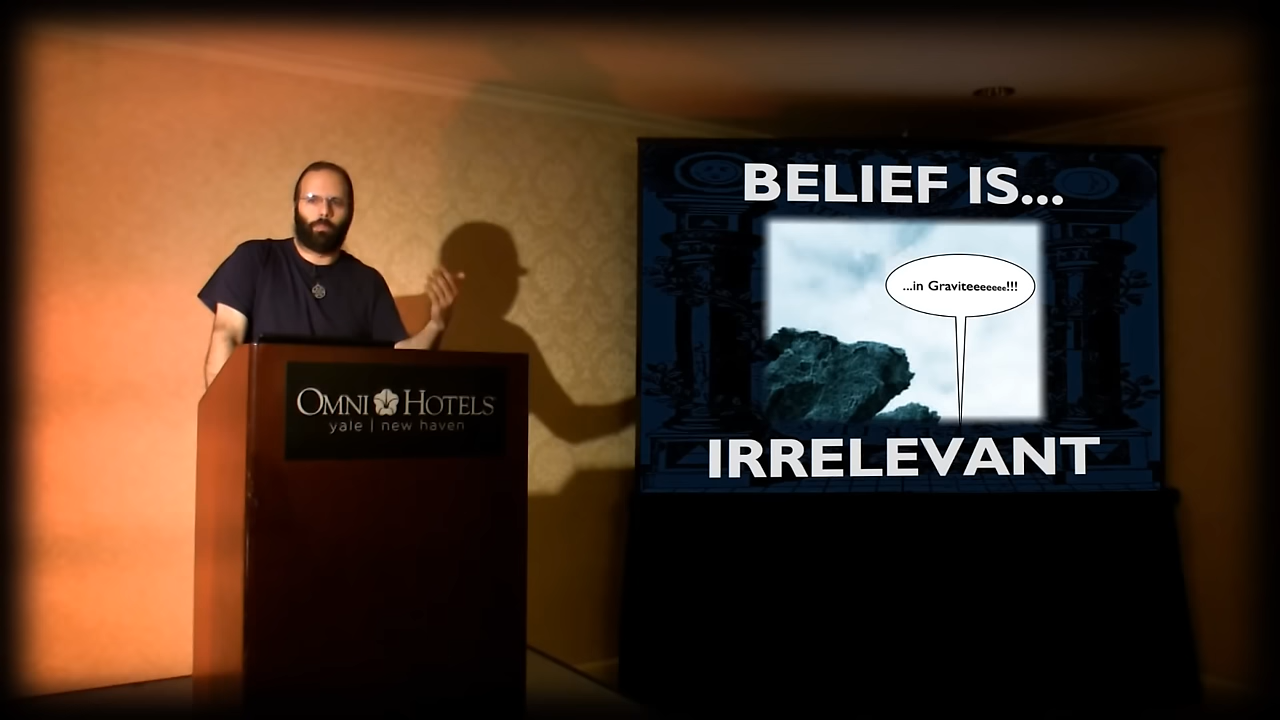 BELIEF IS...
...in Graviteeeeeee!!!
IRRELEVANT
OMNI HOTELS
yale | new haven